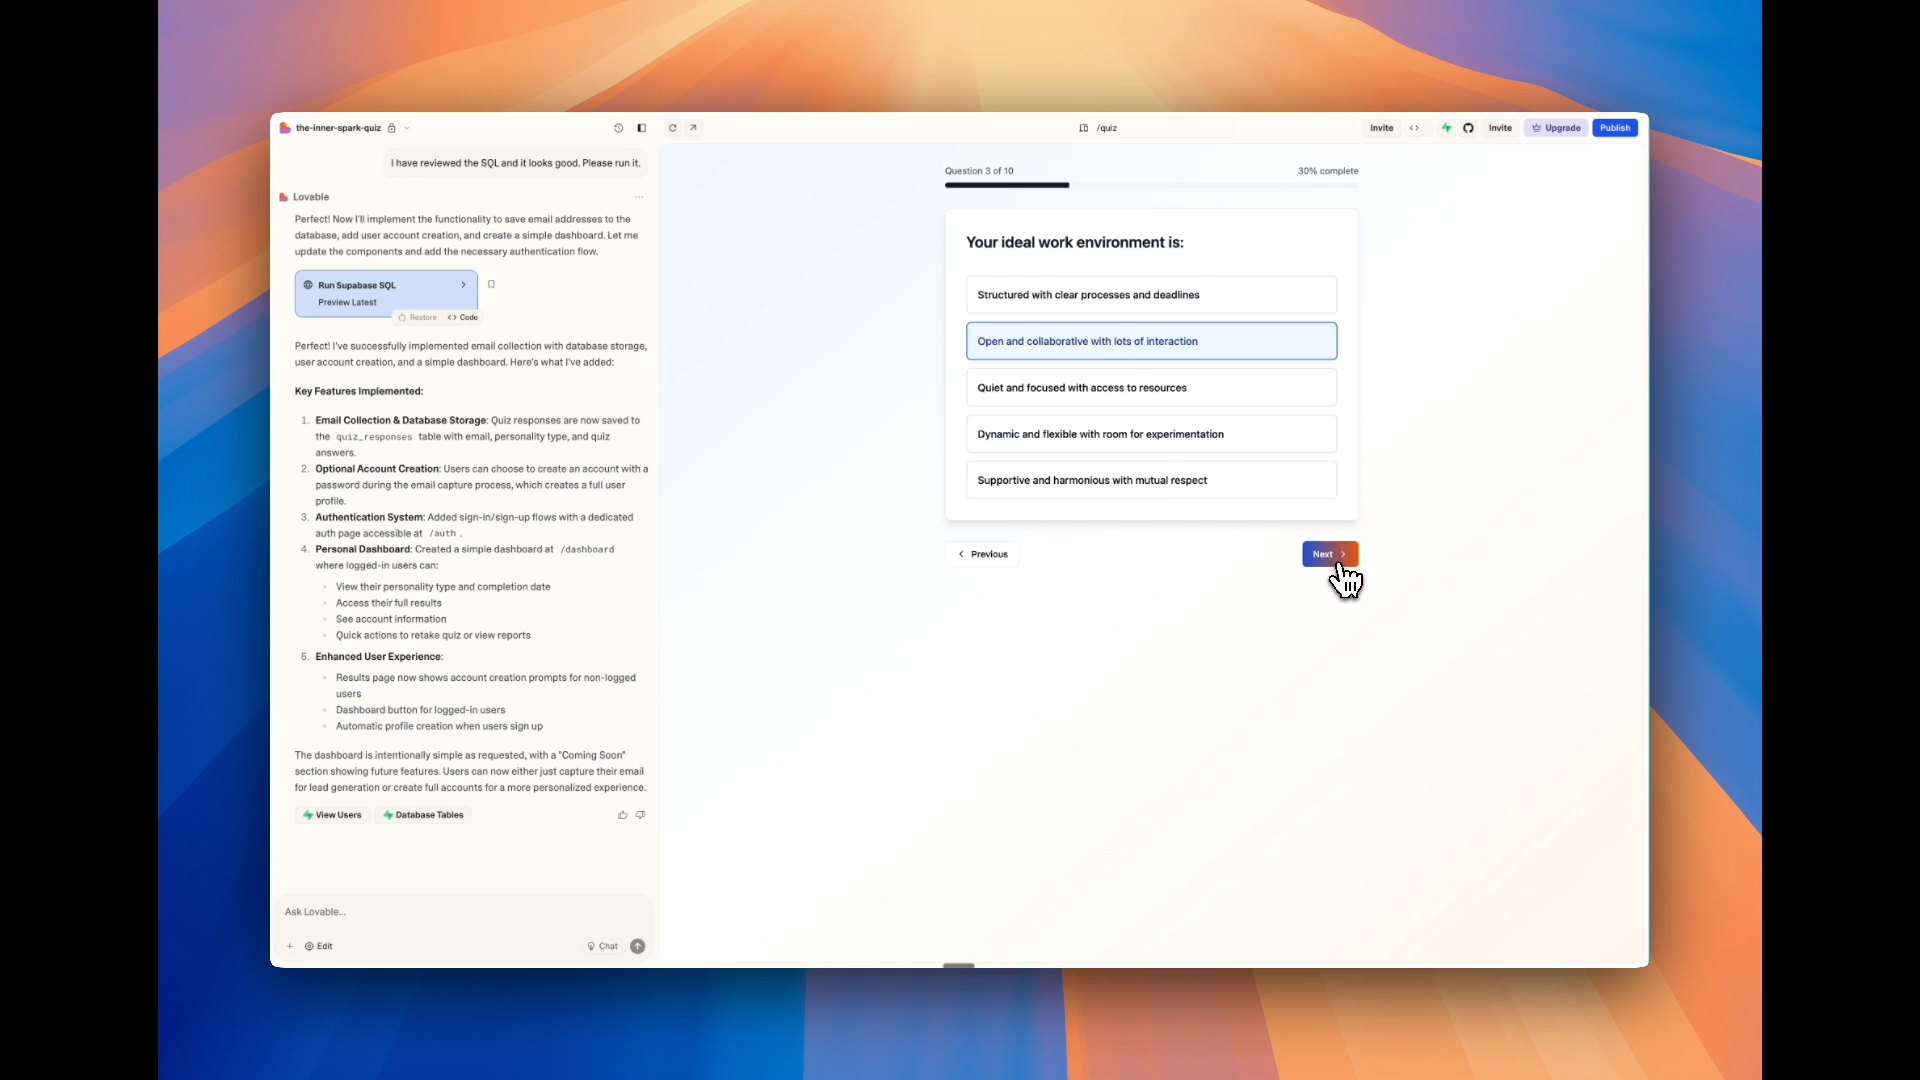 the-inner-spark-quiz
/quiz
Invite
Invite
Upgrade
Publish
I have reviewed the SQL and it looks good. Please run it.
Lovable
Perfect! Now I'll implement the functionality to save email addresses to the
database, add user account creation, and create a simple dashboard. Let me
update the components and add the necessary authentication flow.
Run Supabase SQL
Preview Latest
Restore
Code
Perfect! I've successfully implemented email collection with database storage,
user account creation, and a simple dashboard. Here's what I've added:
Key Features Implemented:
1. Email Collection & Database Storage: Quiz responses are now saved to
the quiz_responses table with email, personality type, and quiz
answers.
2. Optional Account Creation: Users can choose to create an account with a
password during the email capture process, which creates a full user
profile.
3. Authentication System: Added sign-in/sign-up flows with a dedicated
auth page accessible at /auth .
4. Personal Dashboard: Created a simple dashboard at /dashboard
where logged-in users can:
View their personality type and completion date
Access their full results
See account information
Quick actions to retake quiz or view reports
5. Enhanced User Experience:
Results page now shows account creation prompts for non-logged
users
Dashboard button for logged-in users
Automatic profile creation when users sign up
The dashboard is intentionally simple as requested, with a "Coming Soon"
section showing future features. Users can now either just capture their email
for lead generation or create full accounts for a more personalized experience.
View Users
Database Tables
Ask Lovable...
Edit
Chat
Question 3 of 10
30% complete
Your ideal work environment is:
Structured with clear processes and deadlines
Open and collaborative with lots of interaction
Quiet and focused with access to resources
Dynamic and flexible with room for experimentation
Supportive and harmonious with mutual respect
Previous
Next